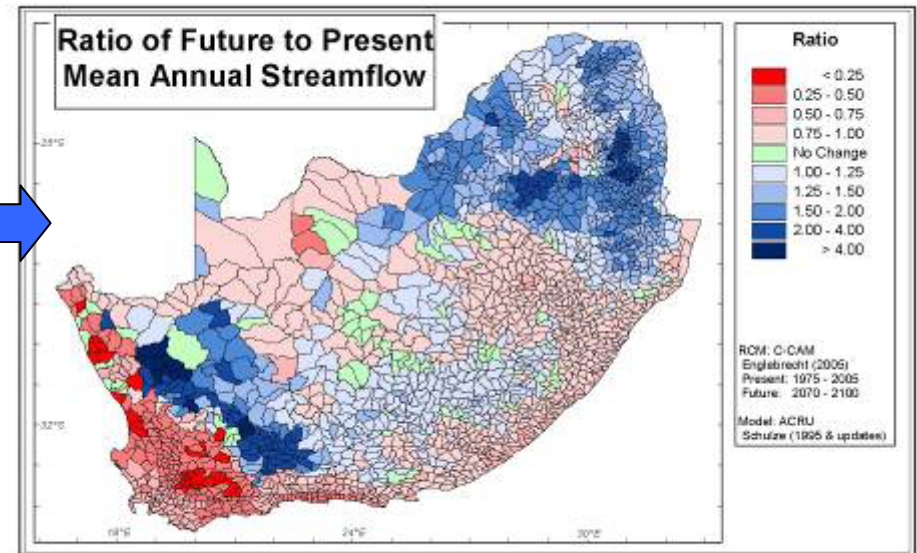 Ratio of Future to Present
Mean Annual Streamflow
Ratio
< 0.25
0.25 - 0.50
0.50 - 0.75
0.75 - 1.00
No Change
1.00 - 1.25
1.25 - 1.50
1.50 - 2.00
2.00 - 4.00
> 4.00
RCM: C-CAM
Englebrecht (2005)
Present: 1975 - 2005
Future: 2070 - 2100
Model: ACRU
Schulze (1995 & updates)
18°E
24°E
30°E